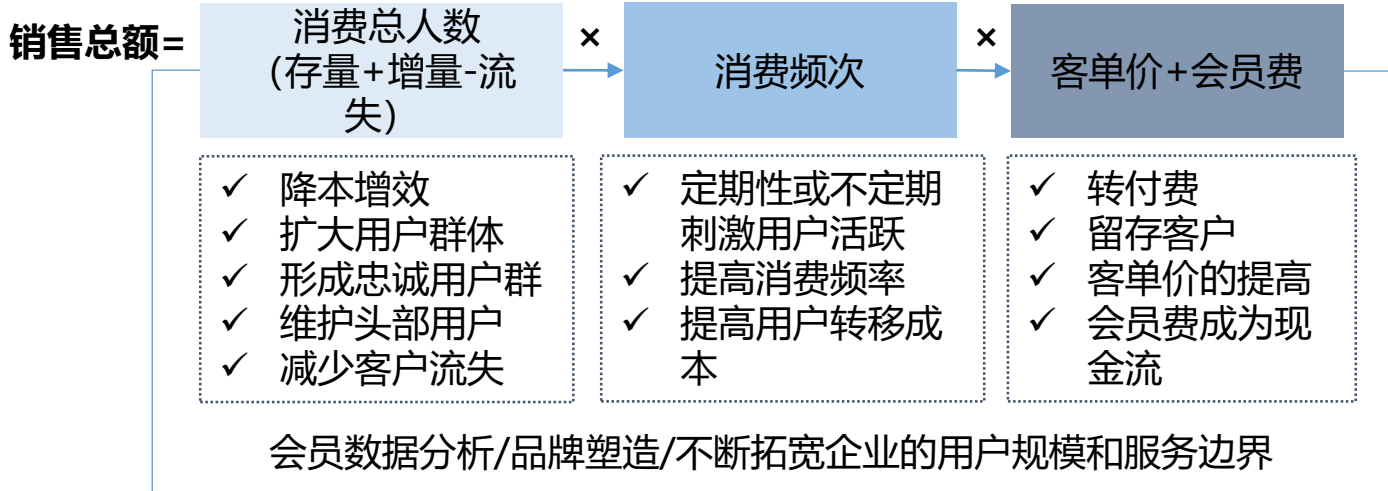 销售总额=
消费总人数
(存量+增量-流
失)
×
消费频次
×
客单价+会员费
✓ 降本增效
✓ 扩大用户群体
✓ 形成忠诚用户群
✓ 维护头部用户
✓ 减少客户流失
✓ 定期性或不定期
刺激用户活跃
✓ 提高消费频率
✓ 提高用户转移成
本
✓ 转付费
✓ 留存客户
✓ 客单价的提高
✓ 会员费成为现
金流
会员数据分析/品牌塑造/不断拓宽企业的用户规模和服务边界